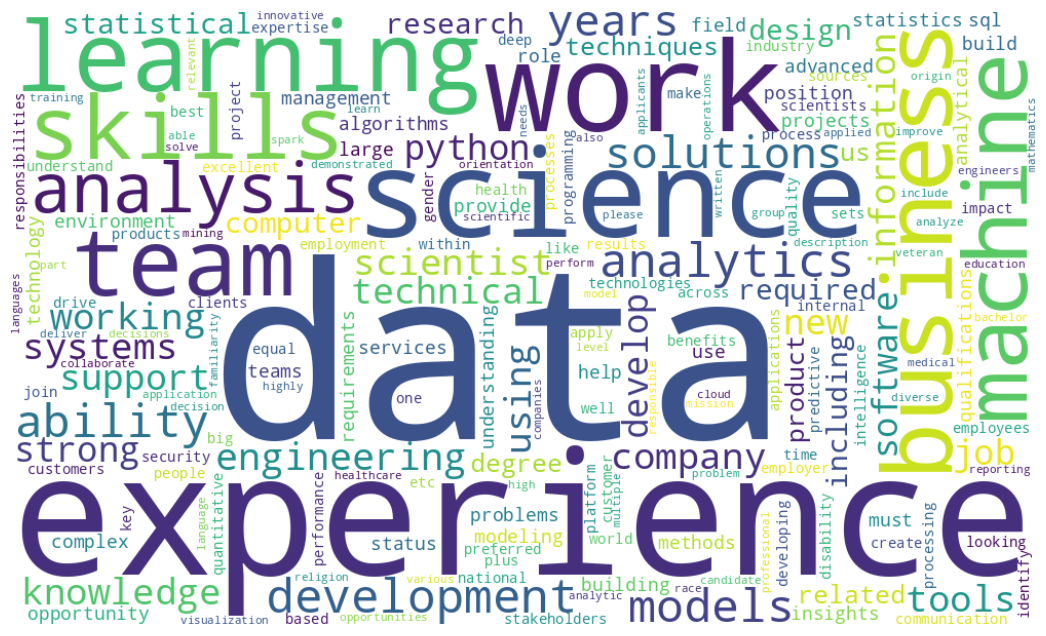 statistical
innovative
expertise
research
years
field
design
statistics
sql
learning
relevant
deep
role
techniques
industry
build
work
advanced
sources
origin
information
business
machine
analytical
mathematics
training
skills
best
able
solve
project
management
learn
spark
algorithms
large
python
needs
also
make
applicants
operations
position
scientists
projects
process
applied
improve
responsibilities
understand
excellent
demonstrated
orientation
processes
programming
solutions
us
engineers
analysis
science
gender
health
provide
scientific
please
written
group
quality
sets
include
impact
analyze
environment
computer
products
mining
technology
team
employment
within
like
results
description
veteran
education
part
languages
scientist
perform
analytics
technologies
across
internal
required
drive
clients
technical
model
working
deliver
decisions
familiarity
data
equal
services
teams
highly
one
requirements
understanding
using
companies
apply
level
help
well
develop
responsible
benefits
use
cloud
mission
applications
new
product
predictive
including
intelligence
software
medical
diverse
qualifications
bachelor
systems
collaborate
support
join
application
decision
ability
employees
strong
security
big
customers
people
engineering
degree
company
problem
employer
time
job
reporting
healthcare
etc
high
experience
key
language
quantitative
performance
complex
status
problems
modeling
preferred
plus
platform
customer
multiple
world
methods
professional
developing
disability
must
create
processing
looking
identify
knowledge
religion
various
national
building
race
candidate
related
tools
opportunity
development
analytic
models
insights
communication
visualization
based
opportunities
stakeholders